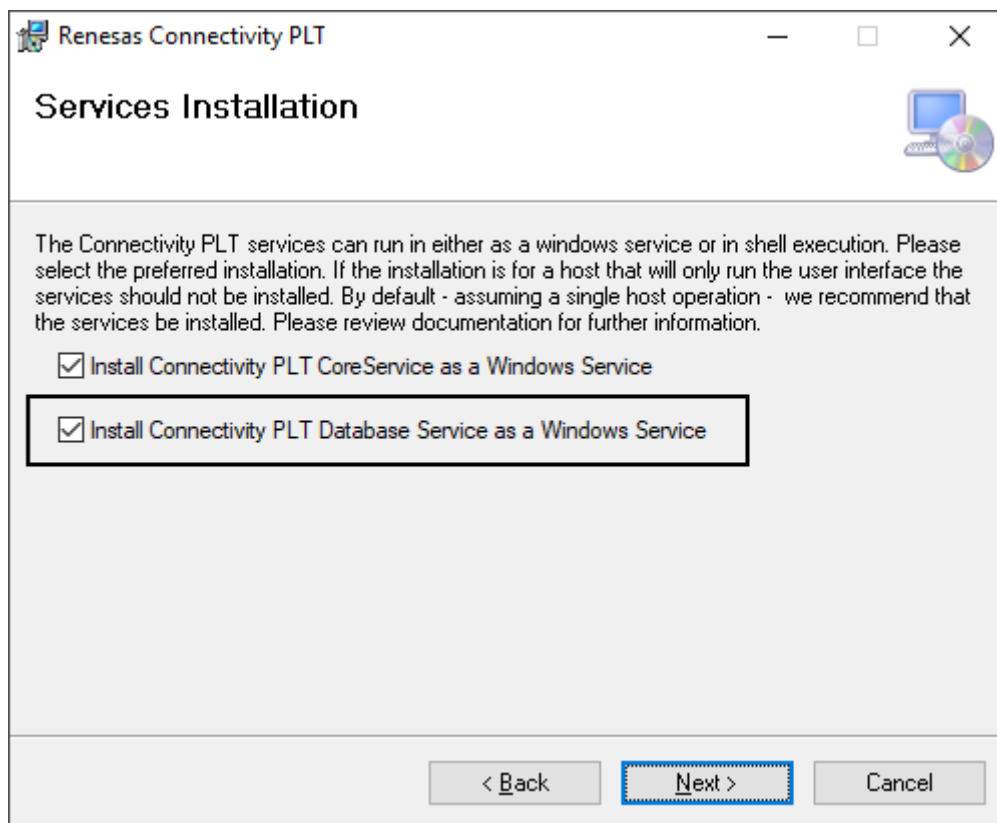 Renesas Connectivity PLT
Services Installation
The Connectivity PLT services can run in either as a windows service or in shell execution. Please
select the preferred installation. If the installation is for a host that will only run the user interface the
services should not be installed. By default - assuming a single host operation -  we recommend that
the services be installed. Please review documentation for further information.
Install Connectivity PLT CoreService as a Windows Service
Install Connectivity PLT Database Service as a Windows Service
< Back
Next >
Cancel